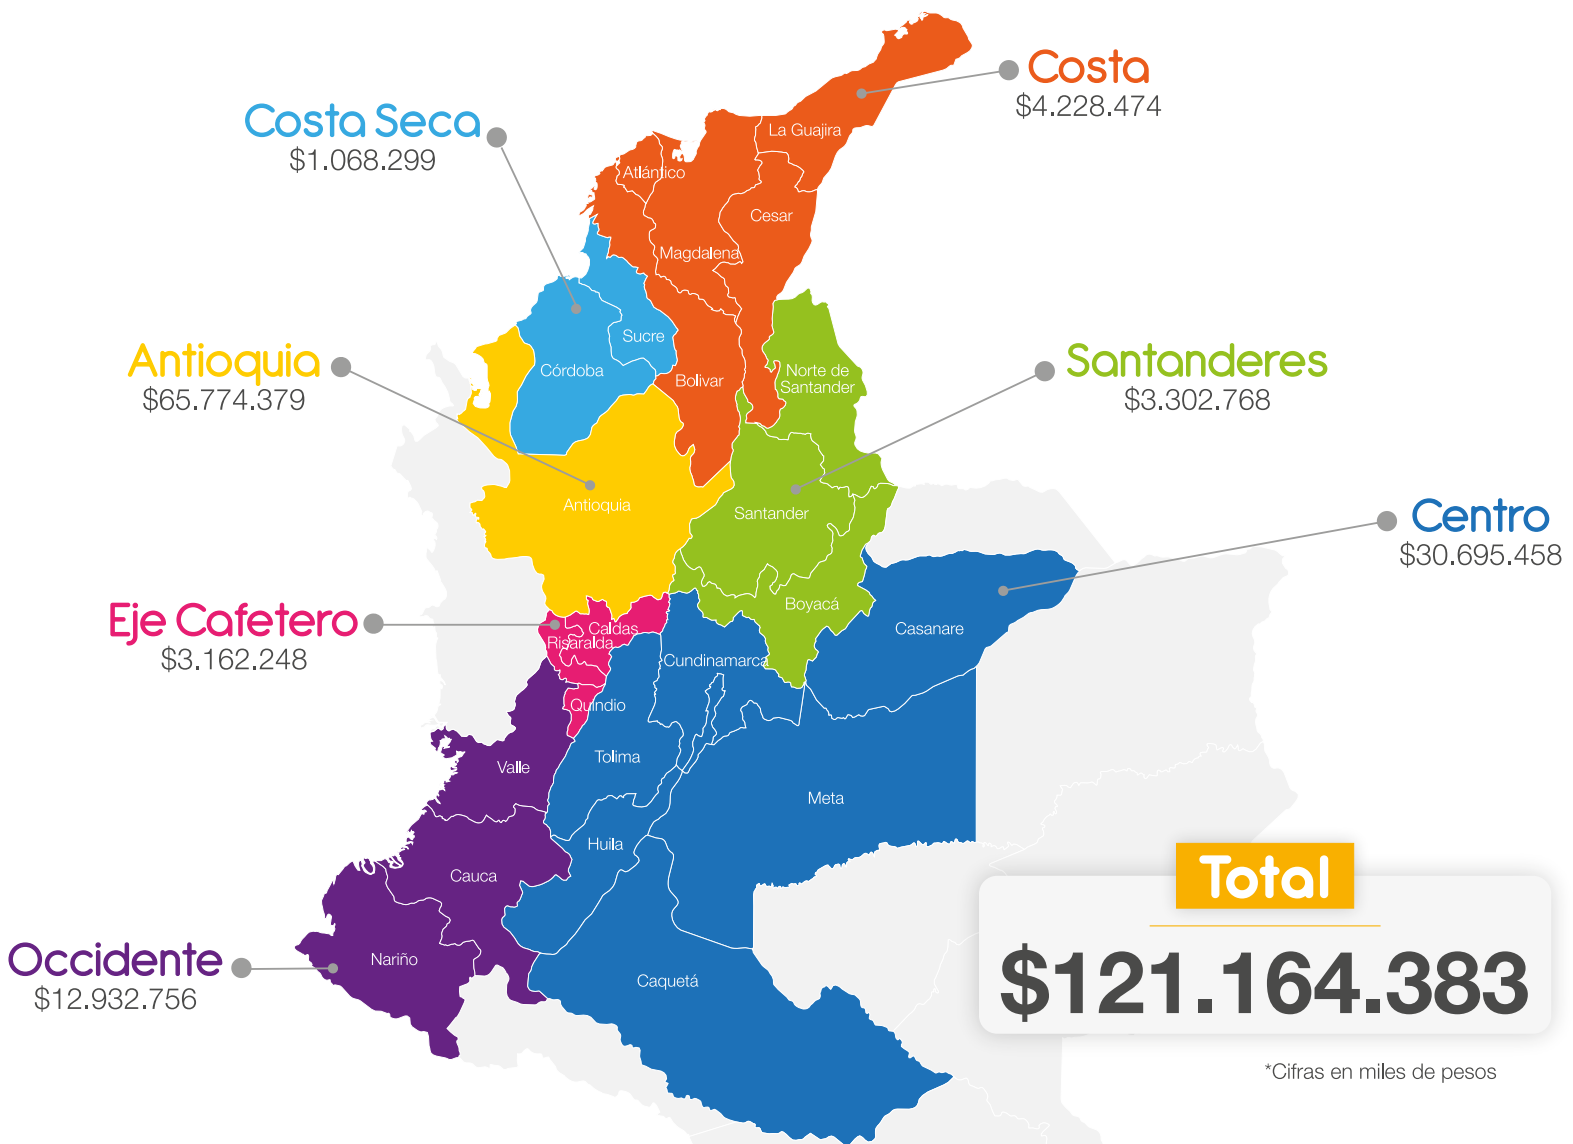 Costa
$4.228.474
Costa Seca
$1.068.299
La Guajira
Atlántico
Cesar
Magdalena
Sucre
Córdoba
Bolivar
Antioquia
$65.774.379
Norte de
Santander
Santanderes
$3.302.768
Antioquia
Santander
Centro
$30.695.458
Boyacá
Casanare
Eje Cafetero
$3.162.248
Caldas
Risaralda
Cundinamarca
Quindio
Tolima
Valle
Meta
Huila
Cauca
Total
$121.164.383
Occidente
$12.932.756
Nariño
Caquetá
*Cifras en miles de pesos